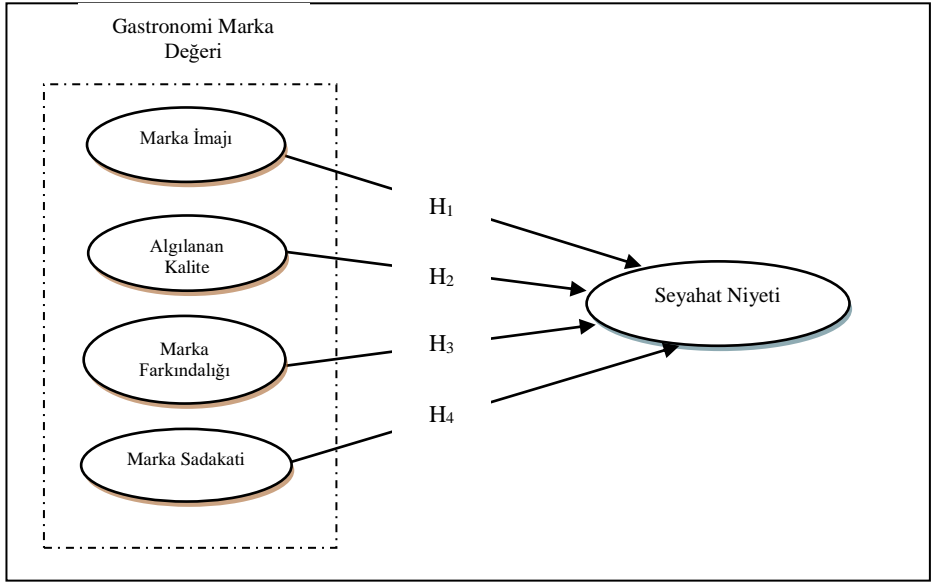 Gastronomi Marka
Değeri
Marka İmajı
H₁
Algılanan
Kalite
H₂
Seyahat Niyeti
Marka
Farkındalığı
H₃
Marka Sadakati
H₄